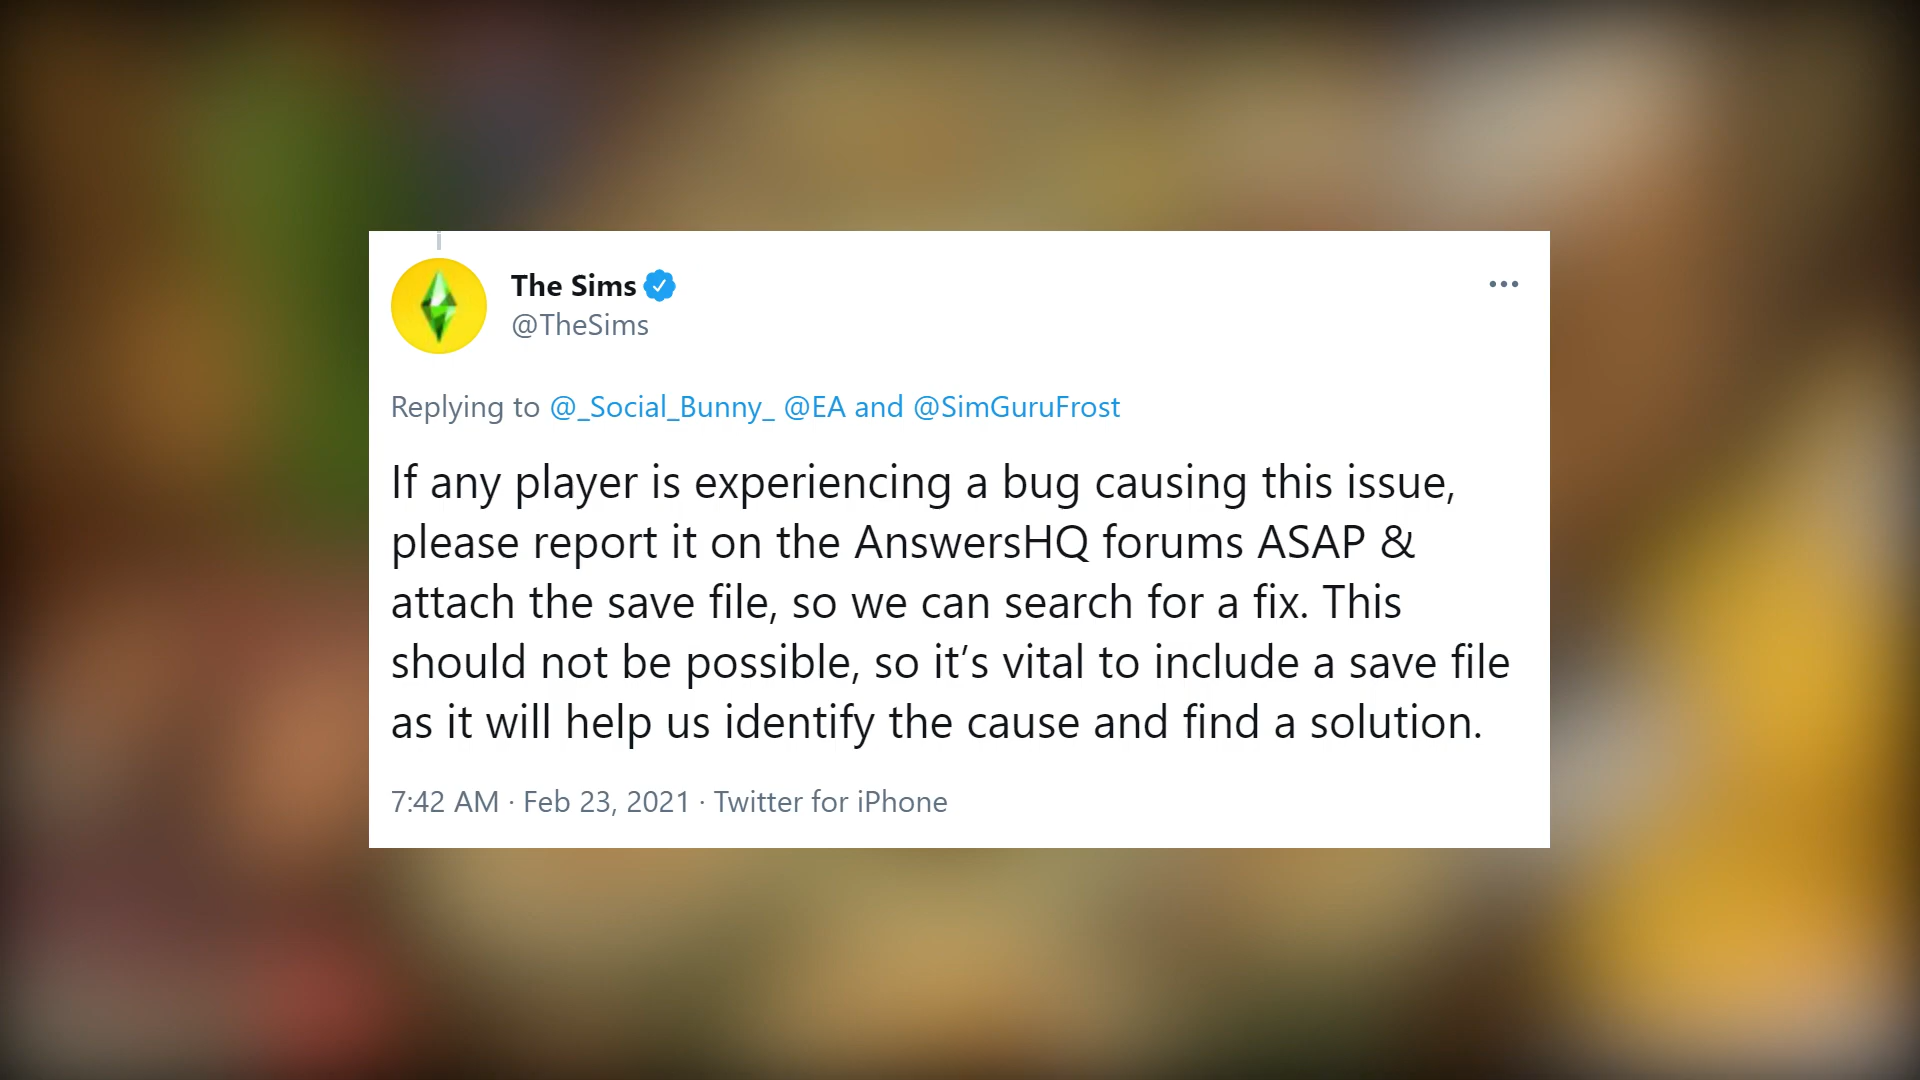 The Sims
@TheSims
Replying to @_Social_Bunny_ @EA and @SimGuruFrost
If any player is experiencing a bug causing this issue,
please report it on the AnswersHQ forums ASAP &
attach the save file, so we can search for a fix. This
should not be possible, so it’s vital to include a save file
as it will help us identify the cause and find a solution.
7:42 AM · Feb 23, 2021 · Twitter for iPhone